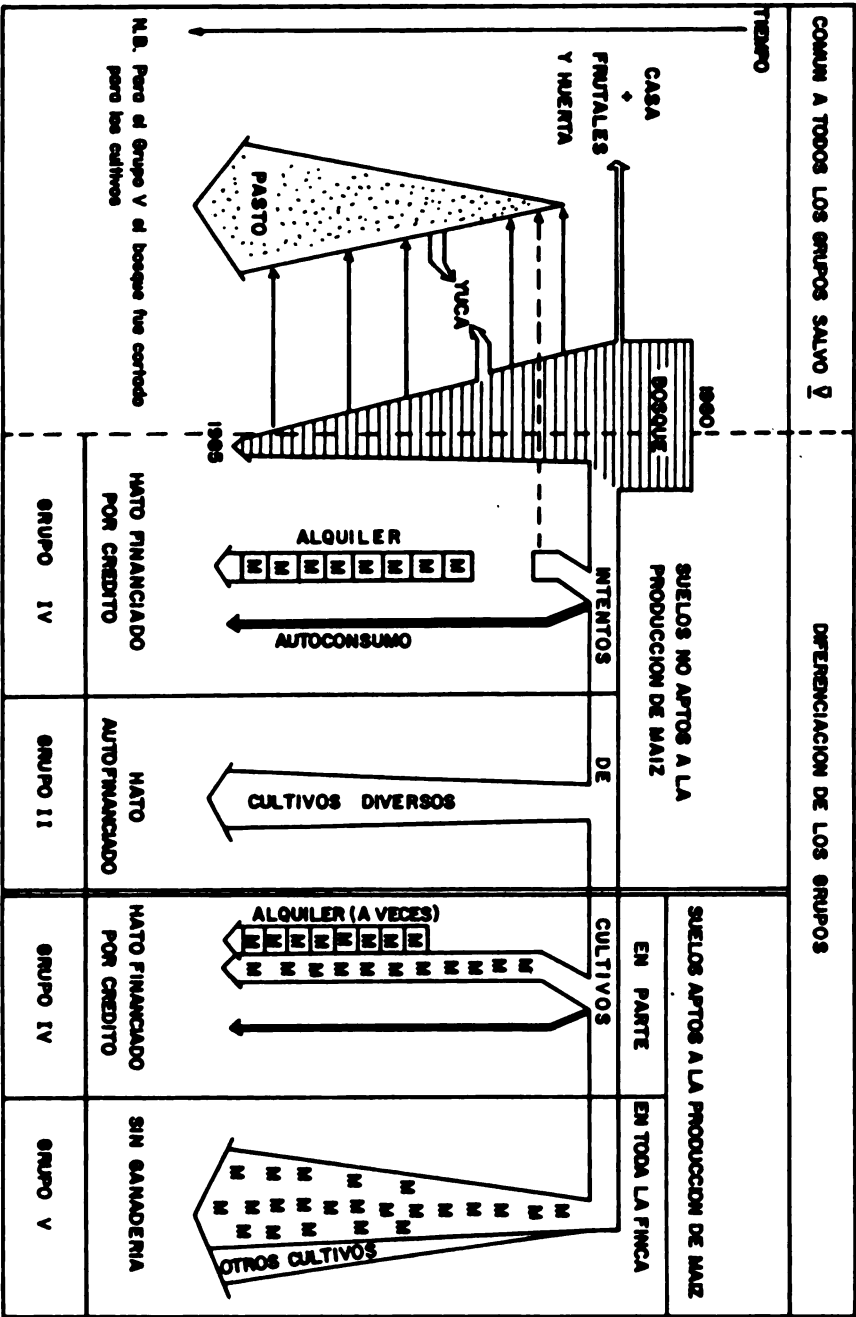 COMUN A TODOS LOS GRUPOS SALVO V
DIFERENCIACION DE LOS GRUPOS
TIEMPO
CASA
+
FRUTALES
Y HUERTA
1980
BOSQUE
PASTO
YUCA
1985
N.B. Para el Grupo V el bosque fue cortado
para los cultivos
SUELOS NO APTOS A LA
PRODUCCION DE MAIZ
SUELOS APTOS A LA PRODUCCION DE MAIZ
EN PARTE
EN TODA LA FINCA
INTENTOS DE CULTIVOS
ALQUILER
M M M M M M M M
AUTOCONSUMO
CULTIVOS DIVERSOS
ALQUILER (A VECES)
M M M M M M M M
M M M M M M M M M M
M M M M M M M M M M M M M M M M M M M M M M
OTROS CULTIVOS
HATO FINANCIADO
POR CREDITO
HATO
AUTOFINANCIADO
HATO FINANCIADO
POR CREDITO
SIN GANADERIA
GRUPO IV
GRUPO II
GRUPO IV
GRUPO V